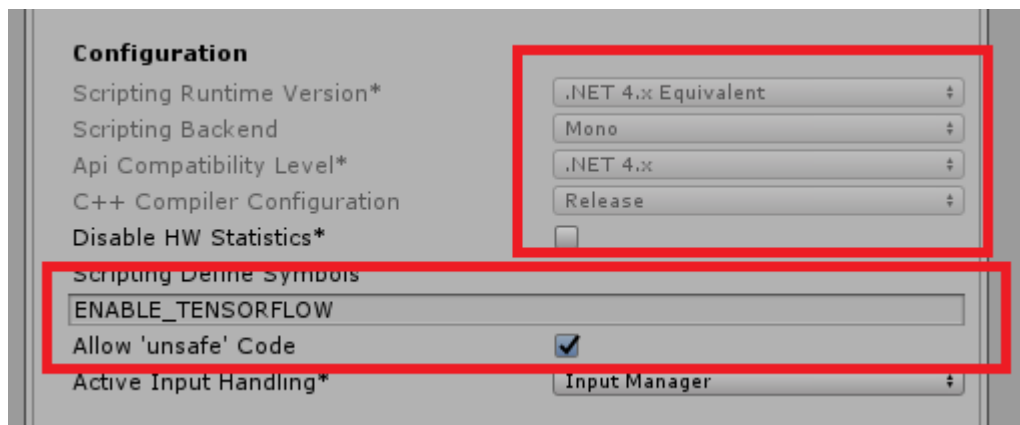 Configuration
Scripting Runtime Version* .NET 4.x Equivalent
Scripting Backend Mono
Api Compatibility Level* .NET 4.x
C++ Compiler Configuration Release
Disable HW Statistics*
Scripting Define Symbols
ENABLE_TENSORFLOW
Allow 'unsafe' Code
Active Input Handling* Input Manager